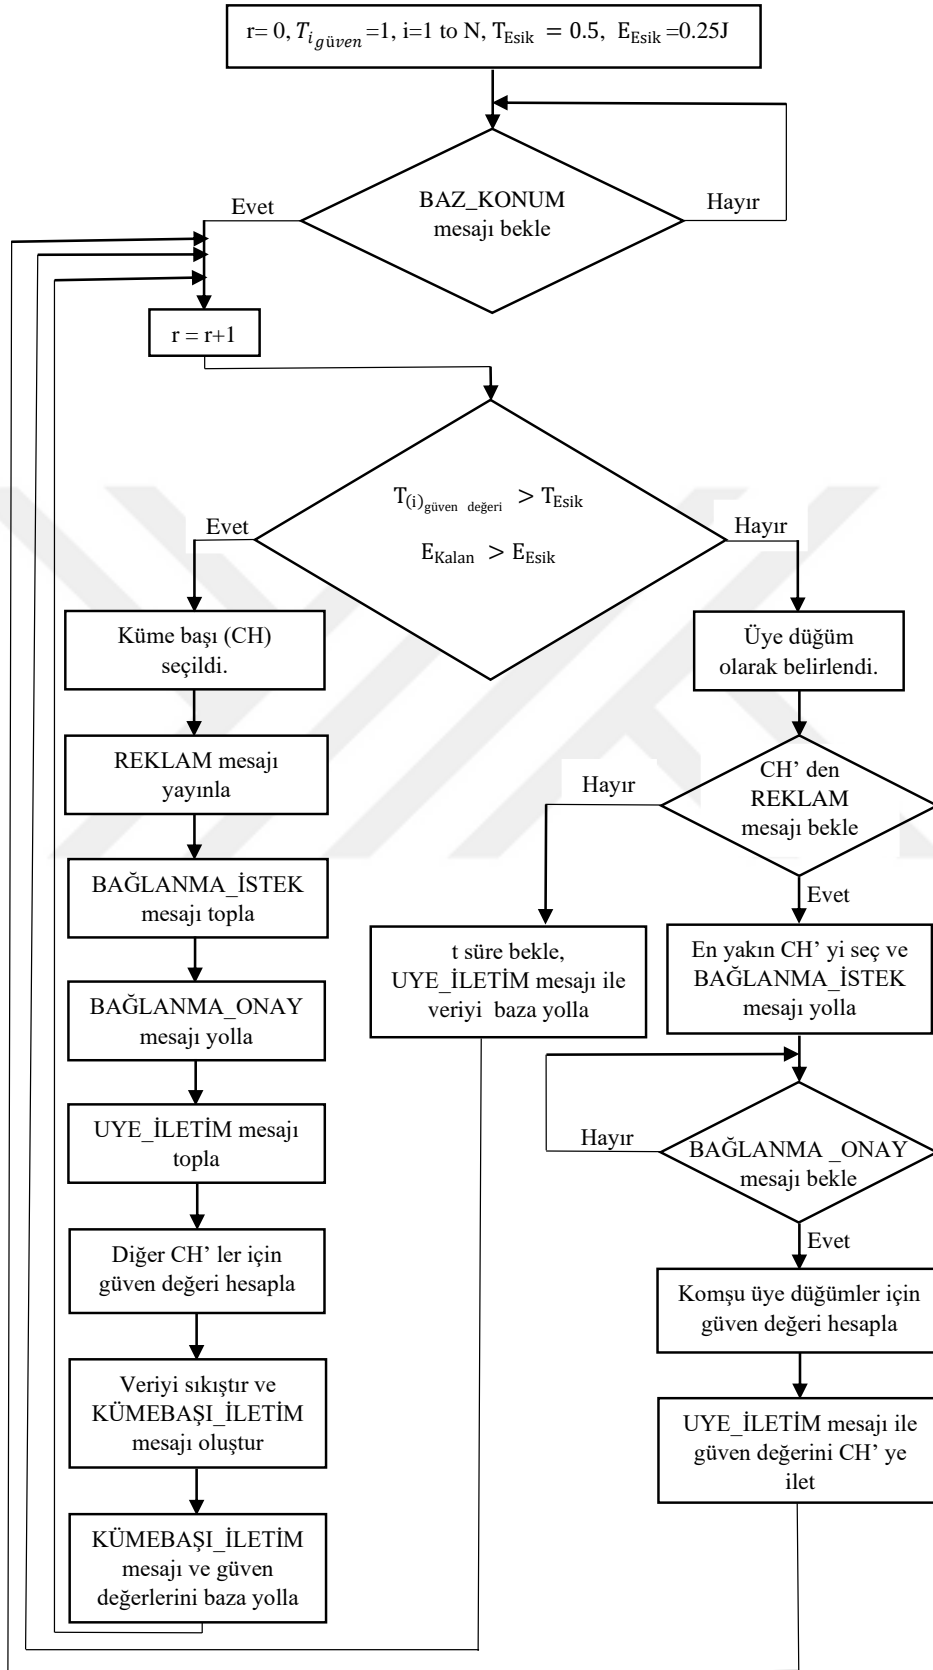 r= 0, T_i_güven =1, i=1 to N, T_Esik = 0.5, E_Esik =0.25J
BAZ_KONUM
mesajı bekle
Evet
Hayır
r = r+1
T_(i)_güven değeri > T_Esik
E_Kalan > E_Esik
Evet
Hayır
Küme başı (CH)
seçildi.
REKLAM mesajı
yayınla
BAĞLANMA_İSTEK
mesajı topla
BAĞLANMA_ONAY
mesajı yolla
UYE_İLETİM mesajı
topla
Diğer CH' ler için
güven değeri hesapla
Veriyi sıkıştır ve
KÜMEBAŞI_İLETİM
mesajı oluştur
KÜMEBAŞI_İLETİM
mesajı ve güven
değerlerini baza yolla
Üye düğüm
olarak belirlendi.
CH' den
REKLAM
mesajı bekle
Hayır
Evet
t süre bekle,
UYE_İLETİM mesajı ile
veriyi baza yolla
En yakın CH' yi seç ve
BAĞLANMA_İSTEK
mesajı yolla
BAĞLANMA _ONAY
mesajı bekle
Hayır
Evet
Komşu üye düğümler için
güven değeri hesapla
UYE_İLETİM mesajı ile
güven değerini CH' ye
ilet